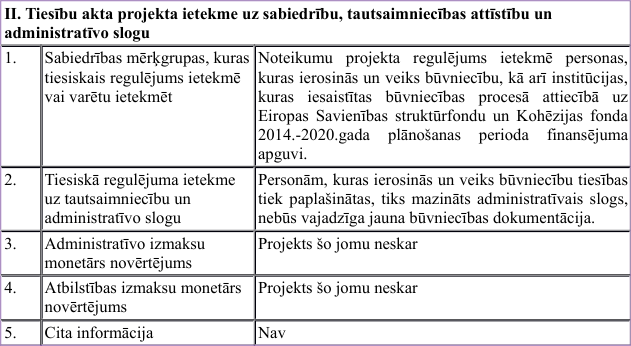 II. Tiesību akta projekta ietekme uz sabiedrību, tautsaimniecības attīstību un
administratīvo slogu
1.
Sabiedrības mērķgrupas, kuras
tiesiskais regulējums ietekmē
vai varētu ietekmēt
Noteikumu projekta regulējums ietekmē personas,
kuras ierosinās un veiks būvniecību, kā arī institūcijas,
kuras iesaistītas būvniecības procesā attiecībā uz
Eiropas Savienības struktūrfondu un Kohēzijas fonda
2014.-2020.gada plānošanas perioda finansējuma
apguvi.
2.
Tiesiskā regulējuma ietekme
uz tautsaimniecību un
administratīvo slogu
Personām, kuras ierosinās un veiks būvniecību tiesības
tiek paplašinātas, tiks mazināts administratīvais slogs,
nebūs vajadzīga jauna būvniecības dokumentācija.
3.
Administratīvo izmaksu
monetārs novērtējums
Projekts šo jomu neskar
4.
Atbilstības izmaksu monetārs
novērtējums
Projekts šo jomu neskar
5.
Cita informācija
Nav